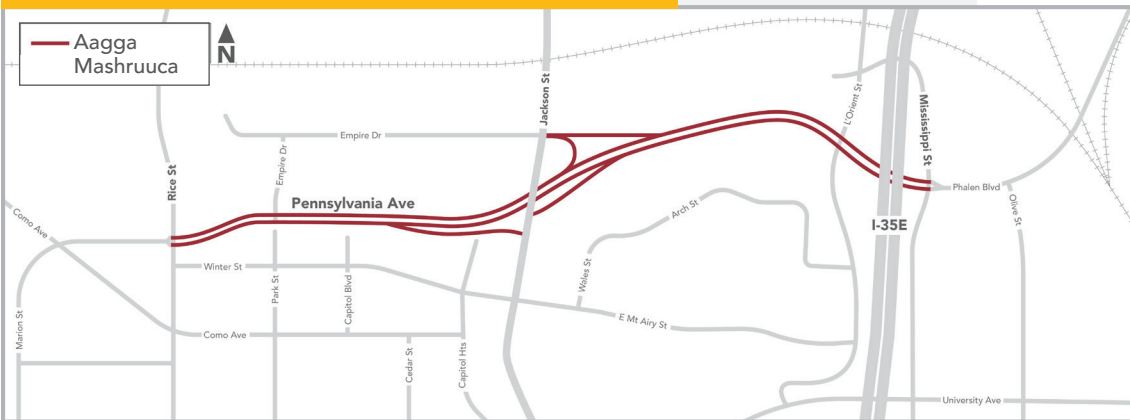 Aagga
Mashruuca
N
Jackson St
L'Orient St
Mississippi St
Empire Dr
Empire Dr
Rice St
Pennsylvania Ave
Phalen Blvd
Olive St
Como Ave
Arch St
I-35E
Winter St
Park St
Capitol Blvd
Wales St
Marion St
Como Ave
E Mt Airy St
Cedar St
Capitol Hts
University Ave